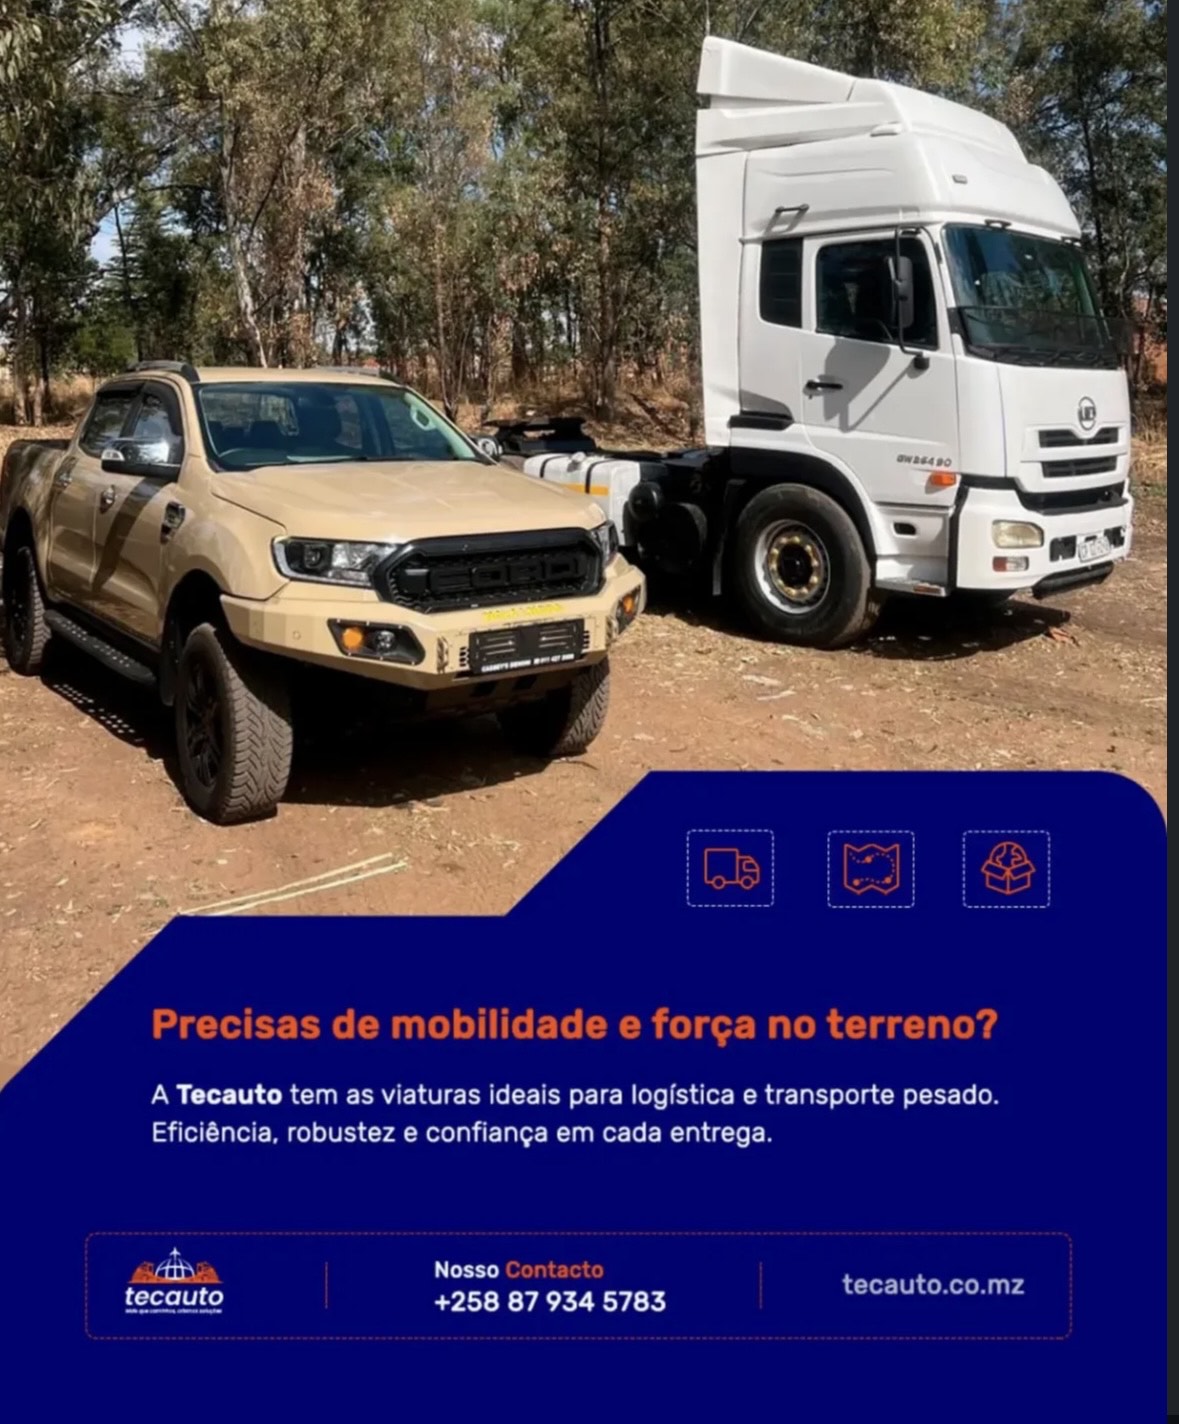 GW26490
FORD
Precisas de mobilidade e força no terreno?
A Tecauto tem as viaturas ideais para logística e transporte pesado.
Eficiência, robustez e confiança em cada entrega.
tecauto
Nosso Contacto
+258 87 934 5783
tecauto.co.mz